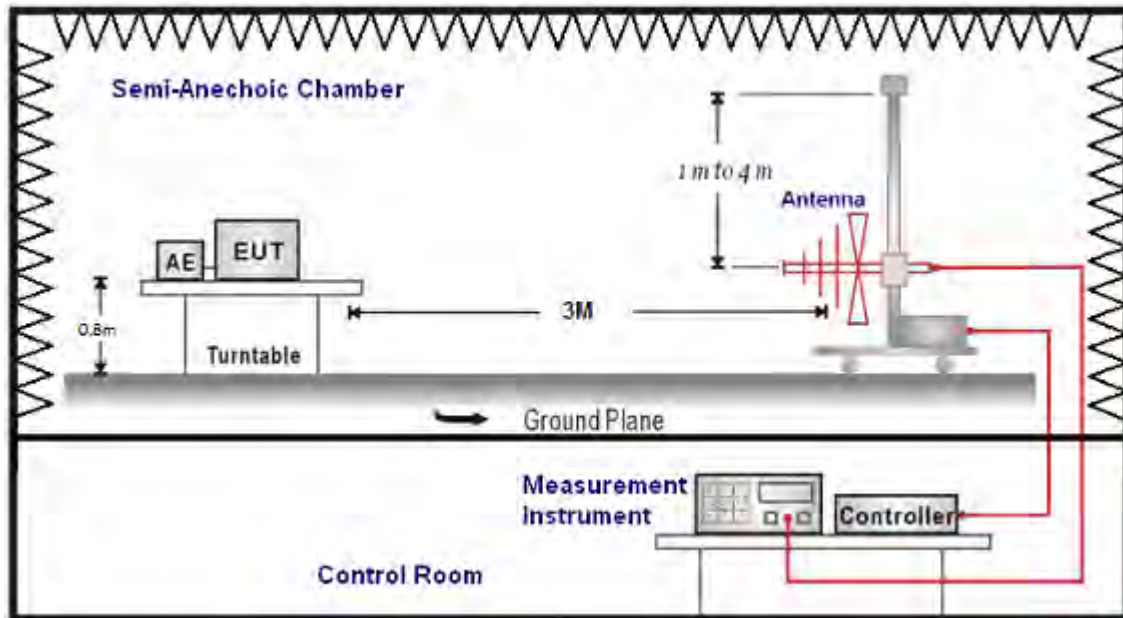 Semi-Anechoic Chamber
1 m to 4 m
Antenna
AE
EUT
0.8m
3M
Turntable
Ground Plane
Measurement
Instrument
Controller
Control Room